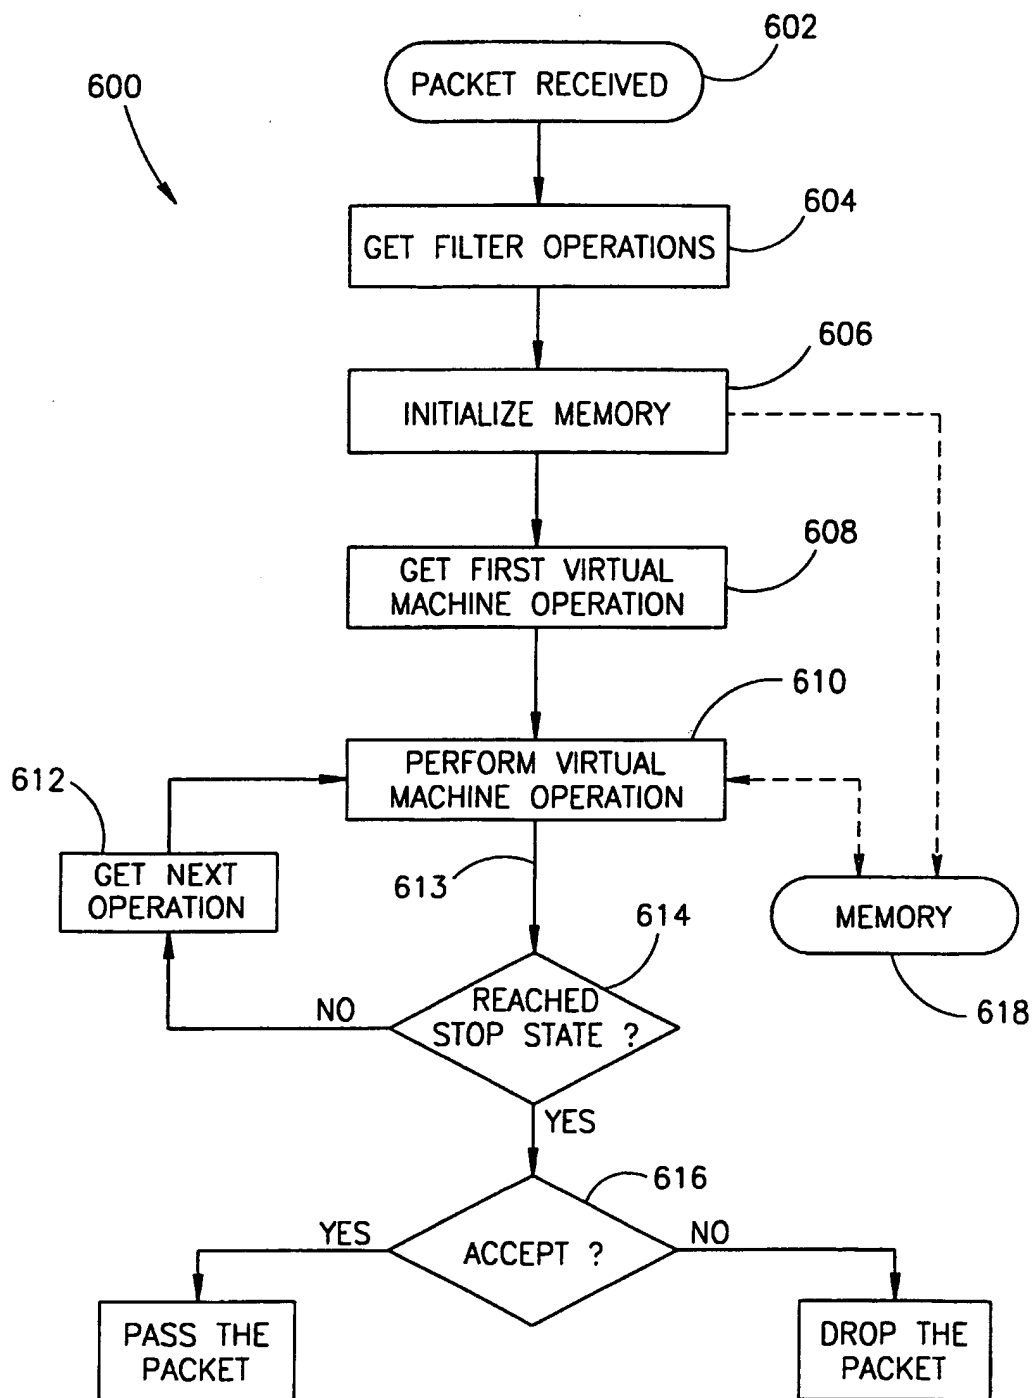 602
PACKET RECEIVED
600
604
GET FILTER OPERATIONS
606
INITIALIZE MEMORY
608
GET FIRST VIRTUAL
MACHINE OPERATION
610
PERFORM VIRTUAL
MACHINE OPERATION
612
GET NEXT
OPERATION
613
614
MEMORY
618
REACHED
STOP STATE ?
NO
YES
616
ACCEPT ?
YES
NO
PASS THE
PACKET
DROP THE
PACKET